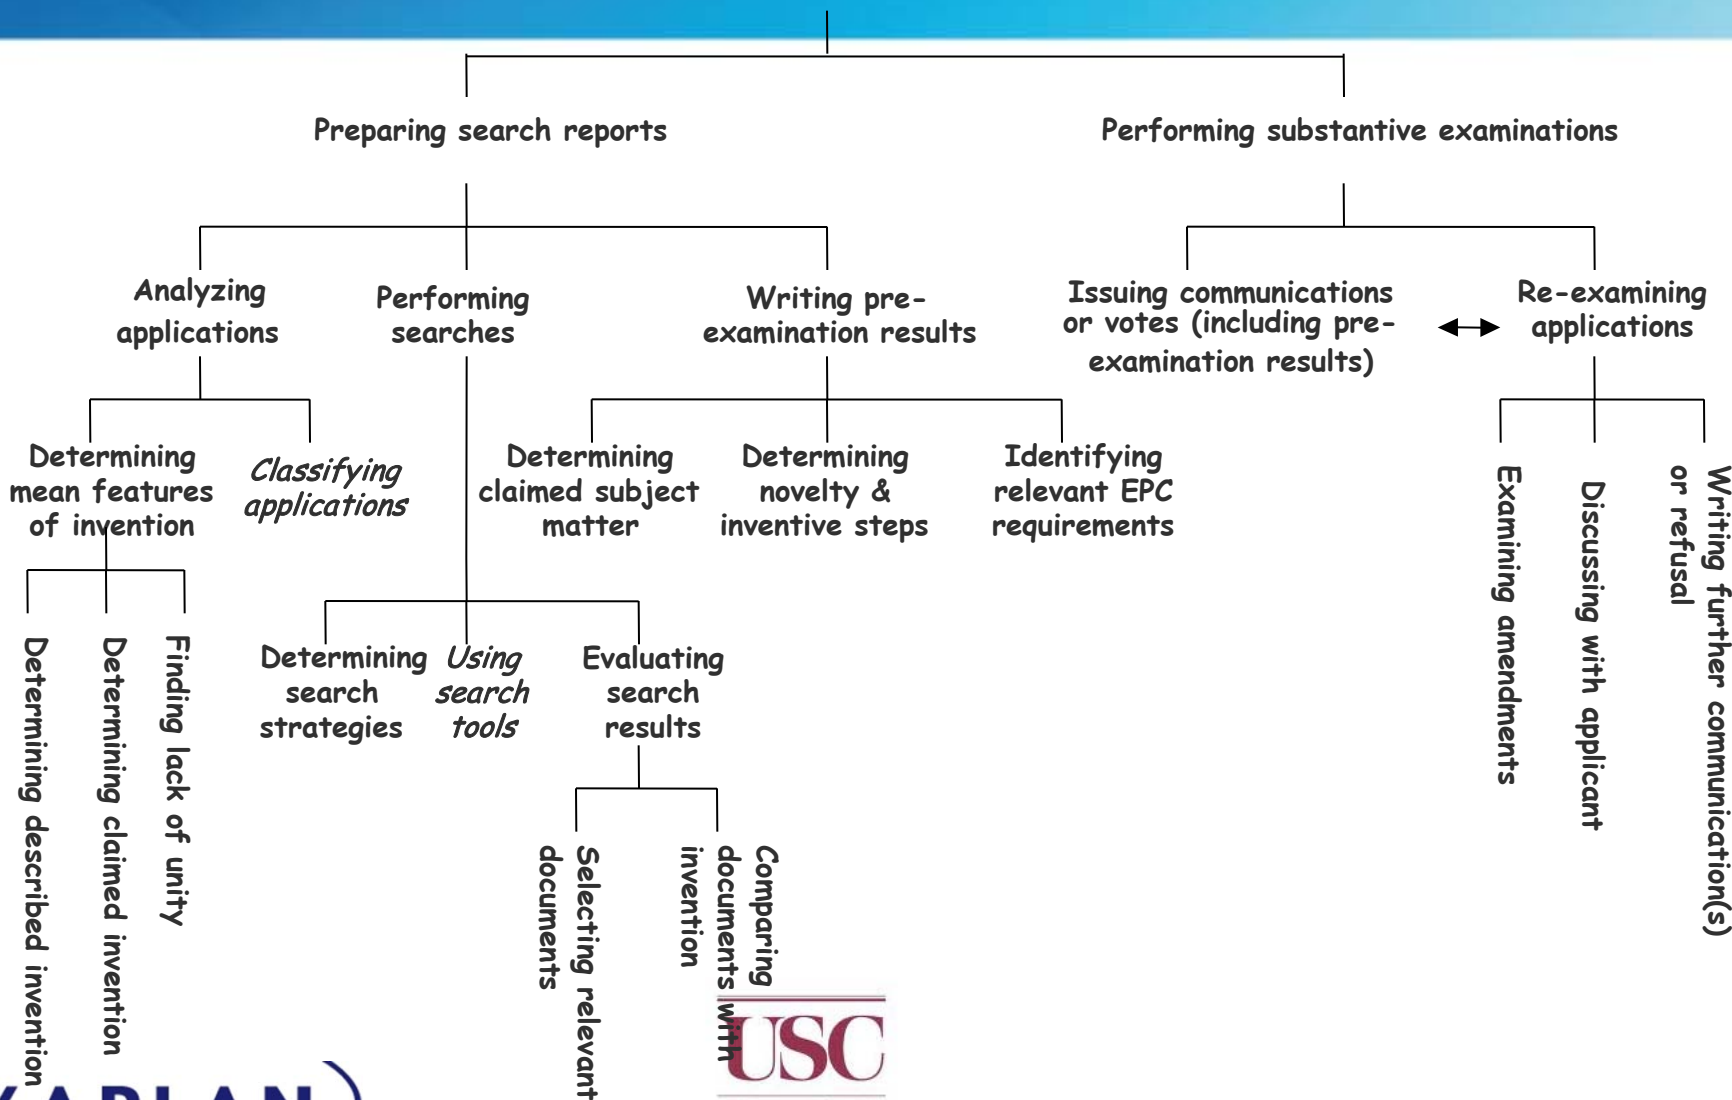 Preparing search reports
Performing substantive examinations
Analyzing
applications
Performing
searches
Writing pre-
examination results
Issuing communications
or votes (including pre-
examination results)
Re-examining
applications
Determining
mean features
of invention
Classifying
applications
Determining
claimed subject
matter
Determining
novelty &
inventive steps
Identifying
relevant EPC
requirements
Examining amendments
Discussing with applicant
Writing further communication(s)
or refusal
Determining described invention
Determining claimed invention
Finding lack of unity
Determining
search
strategies
Using
search
tools
Evaluating
search
results
Selecting relevant
documents
Comparing
documents with
invention
USC
KAPLAN